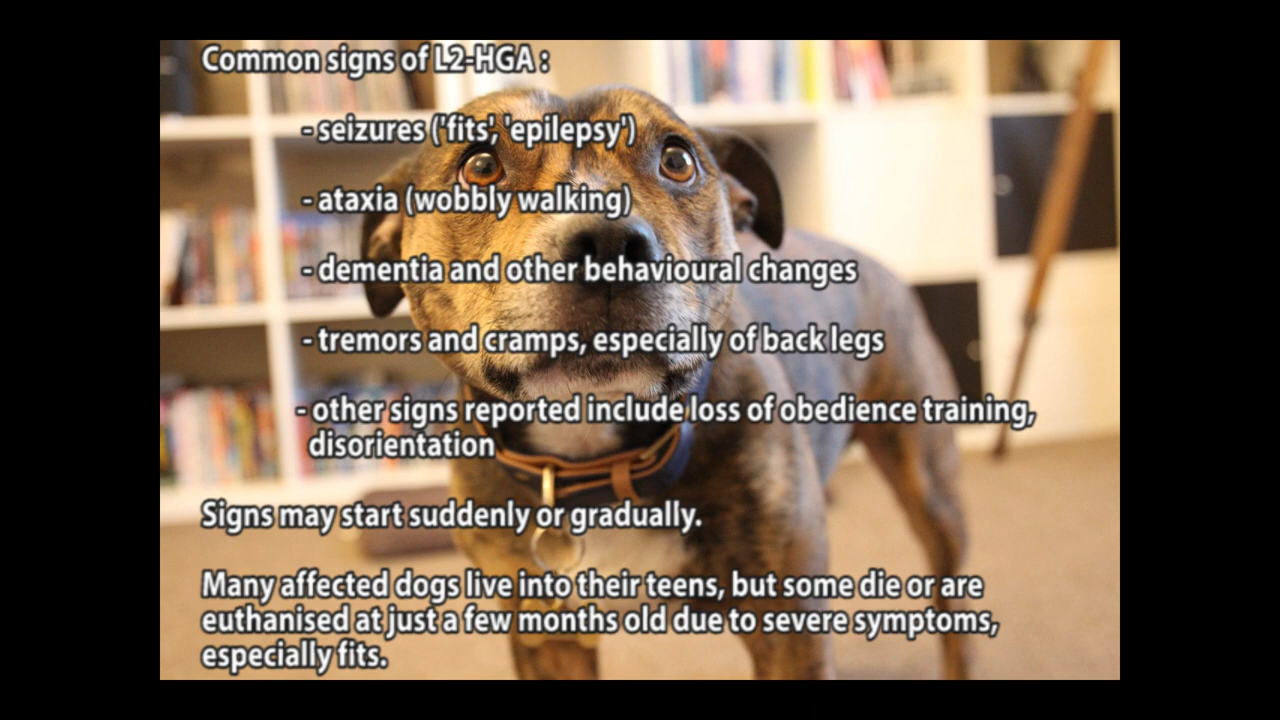 Common signs of L2-HGA :
- seizures ('fits', 'epilepsy')
- ataxia (wobbly walking)
- dementia and other behavioural changes
- tremors and cramps, especially of back legs
- other signs reported include loss of obedience training,
disorientation
Signs may start suddenly or gradually.
Many affected dogs live into their teens, but some die or are
euthanised at just a few months old due to severe symptoms,
especially fits.